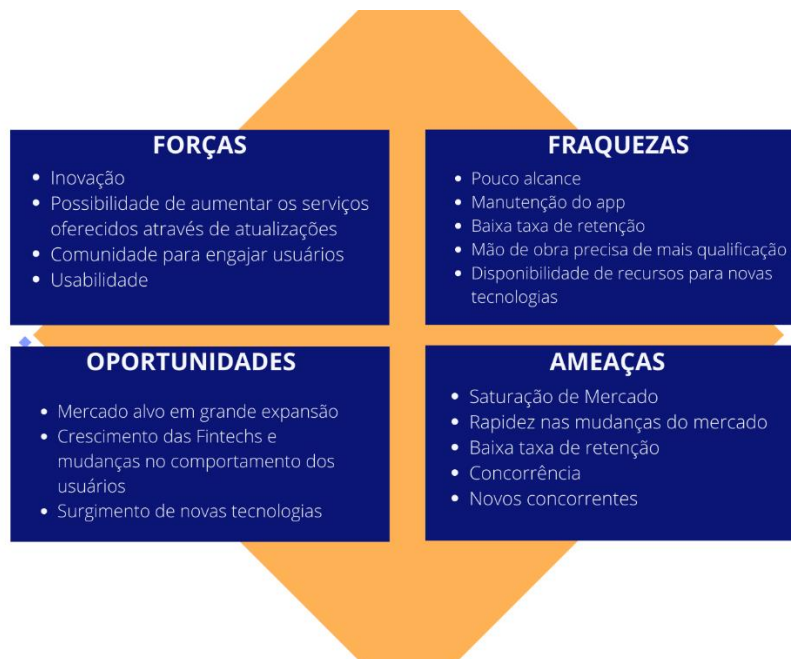 FORÇAS
• Inovação
• Possibilidade de aumentar os serviços
oferecidos através de atualizações
• Comunidade para engajar usuários
• Usabilidade
FRAQUEZAS
• Pouco alcance
• Manutenção do app
• Baixa taxa de retenção
• Mão de obra precisa de mais qualificação
• Disponibilidade de recursos para novas
tecnologias
OPORTUNIDADES
• Mercado alvo em grande expansão
• Crescimento das Fintechs e
mudanças no comportamento dos
usuários
• Surgimento de novas tecnologias
AMEAÇAS
• Saturação de Mercado
• Rapidez nas mudanças do mercado
• Baixa taxa de retenção
• Concorrência
• Novos concorrentes